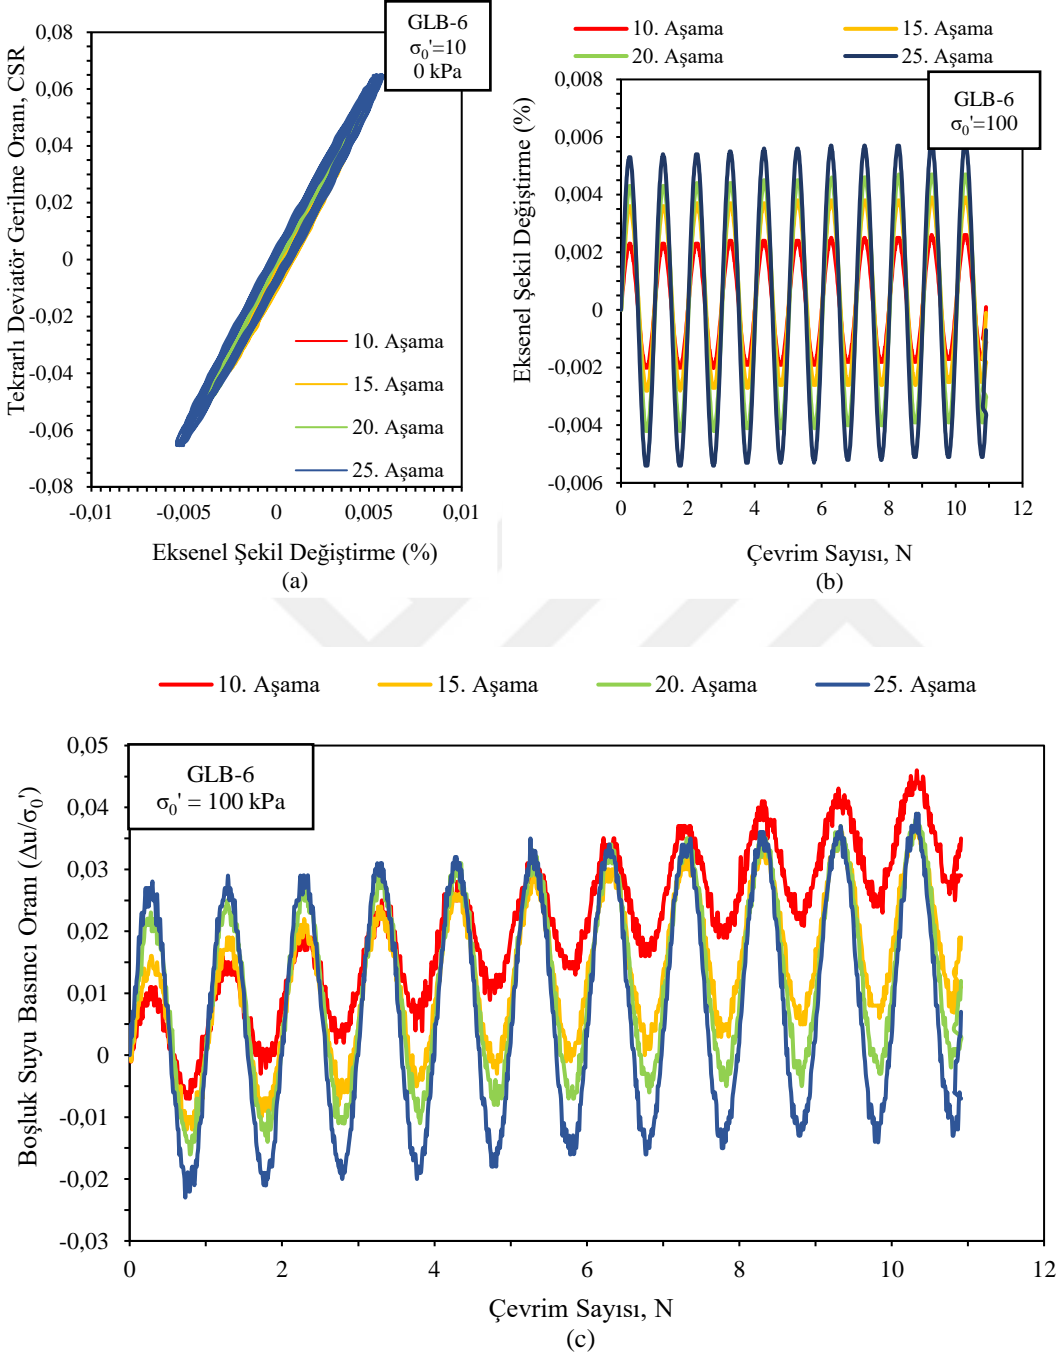 GLB-6
σ₀'=10
0 kPa
0,08
0,06
0,04
0,02
0
-0,02
-0,04
-0,06
-0,08
Tekrarlı Deviatör Gerilme Oranı, CSR
10. Aşama
15. Aşama
20. Aşama
25. Aşama
-0,01 -0,005 0 0,005 0,01
Eksenel Şekil Değiştirme (%)
(a)
10. Aşama 15. Aşama
20. Aşama 25. Aşama
GLB-6
σ₀'=100
0,008
0,006
0,004
0,002
0
-0,002
-0,004
-0,006
Eksenel Şekil Değiştirme (%)
0 2 4 6 8 10 12
Çevrim Sayısı, N
(b)
10. Aşama 15. Aşama 20. Aşama 25. Aşama
GLB-6
σ₀' = 100 kPa
0,05
0,04
0,03
0,02
0,01
0
-0,01
-0,02
-0,03
Boşluk Suyu Basıncı Oranı (Δu/σ₀')
0 2 4 6 8 10 12
Çevrim Sayısı, N
(c)